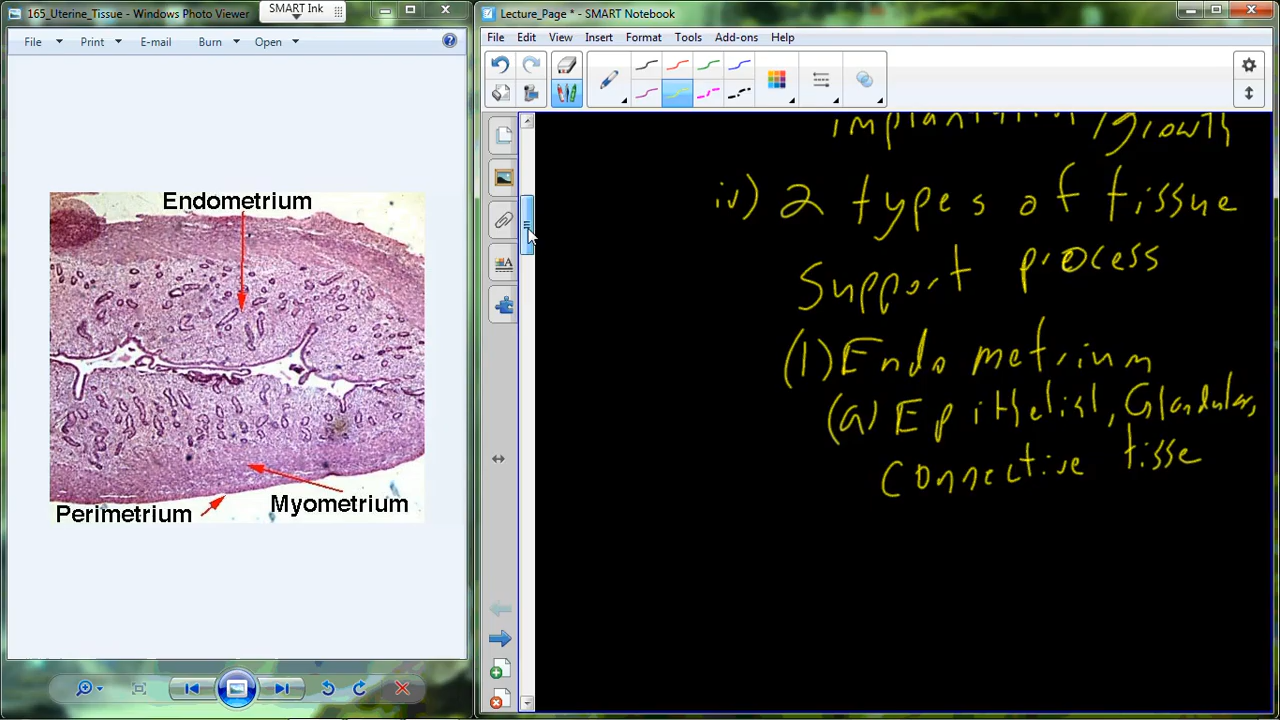 165_Uterine_Tissue - Windows Photo Viewer
SMART Ink
File Print E-mail Burn Open
Endometrium
Myometrium
Perimetrium
Lecture_Page * - SMART Notebook
File Edit View Insert Format Tools Add-ons Help
implantation / growth
iv) 2 types of tissue
Support process
(1) Endometrium
(a) Epithelial, Glandular,
Connective tisse